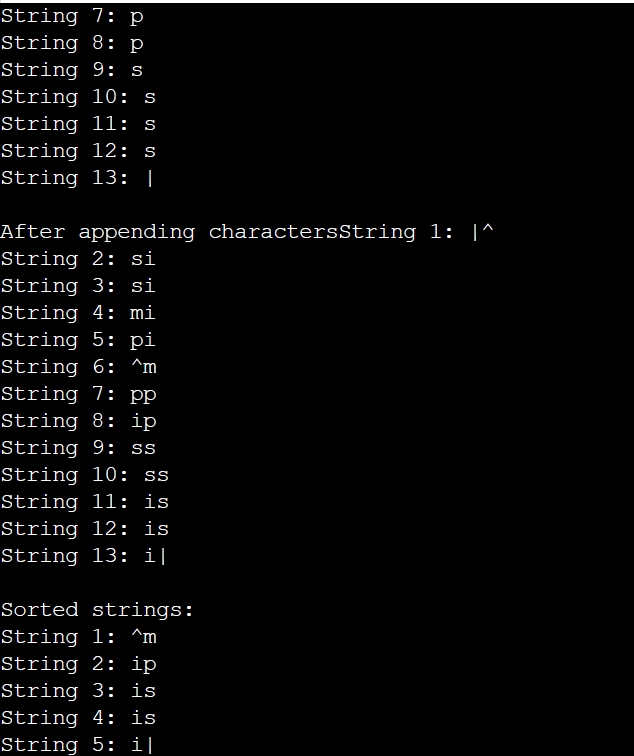 String 7: p
String 8: p
String 9: s
String 10: s
String 11: s
String 12: s
String 13: |
After appending charactersString 1: |^
String 2: si
String 3: si
String 4: mi
String 5: pi
String 6: ^m
String 7: pp
String 8: ip
String 9: ss
String 10: ss
String 11: is
String 12: is
String 13: i|
Sorted strings:
String 1: ^m
String 2: ip
String 3: is
String 4: is
String 5: i|